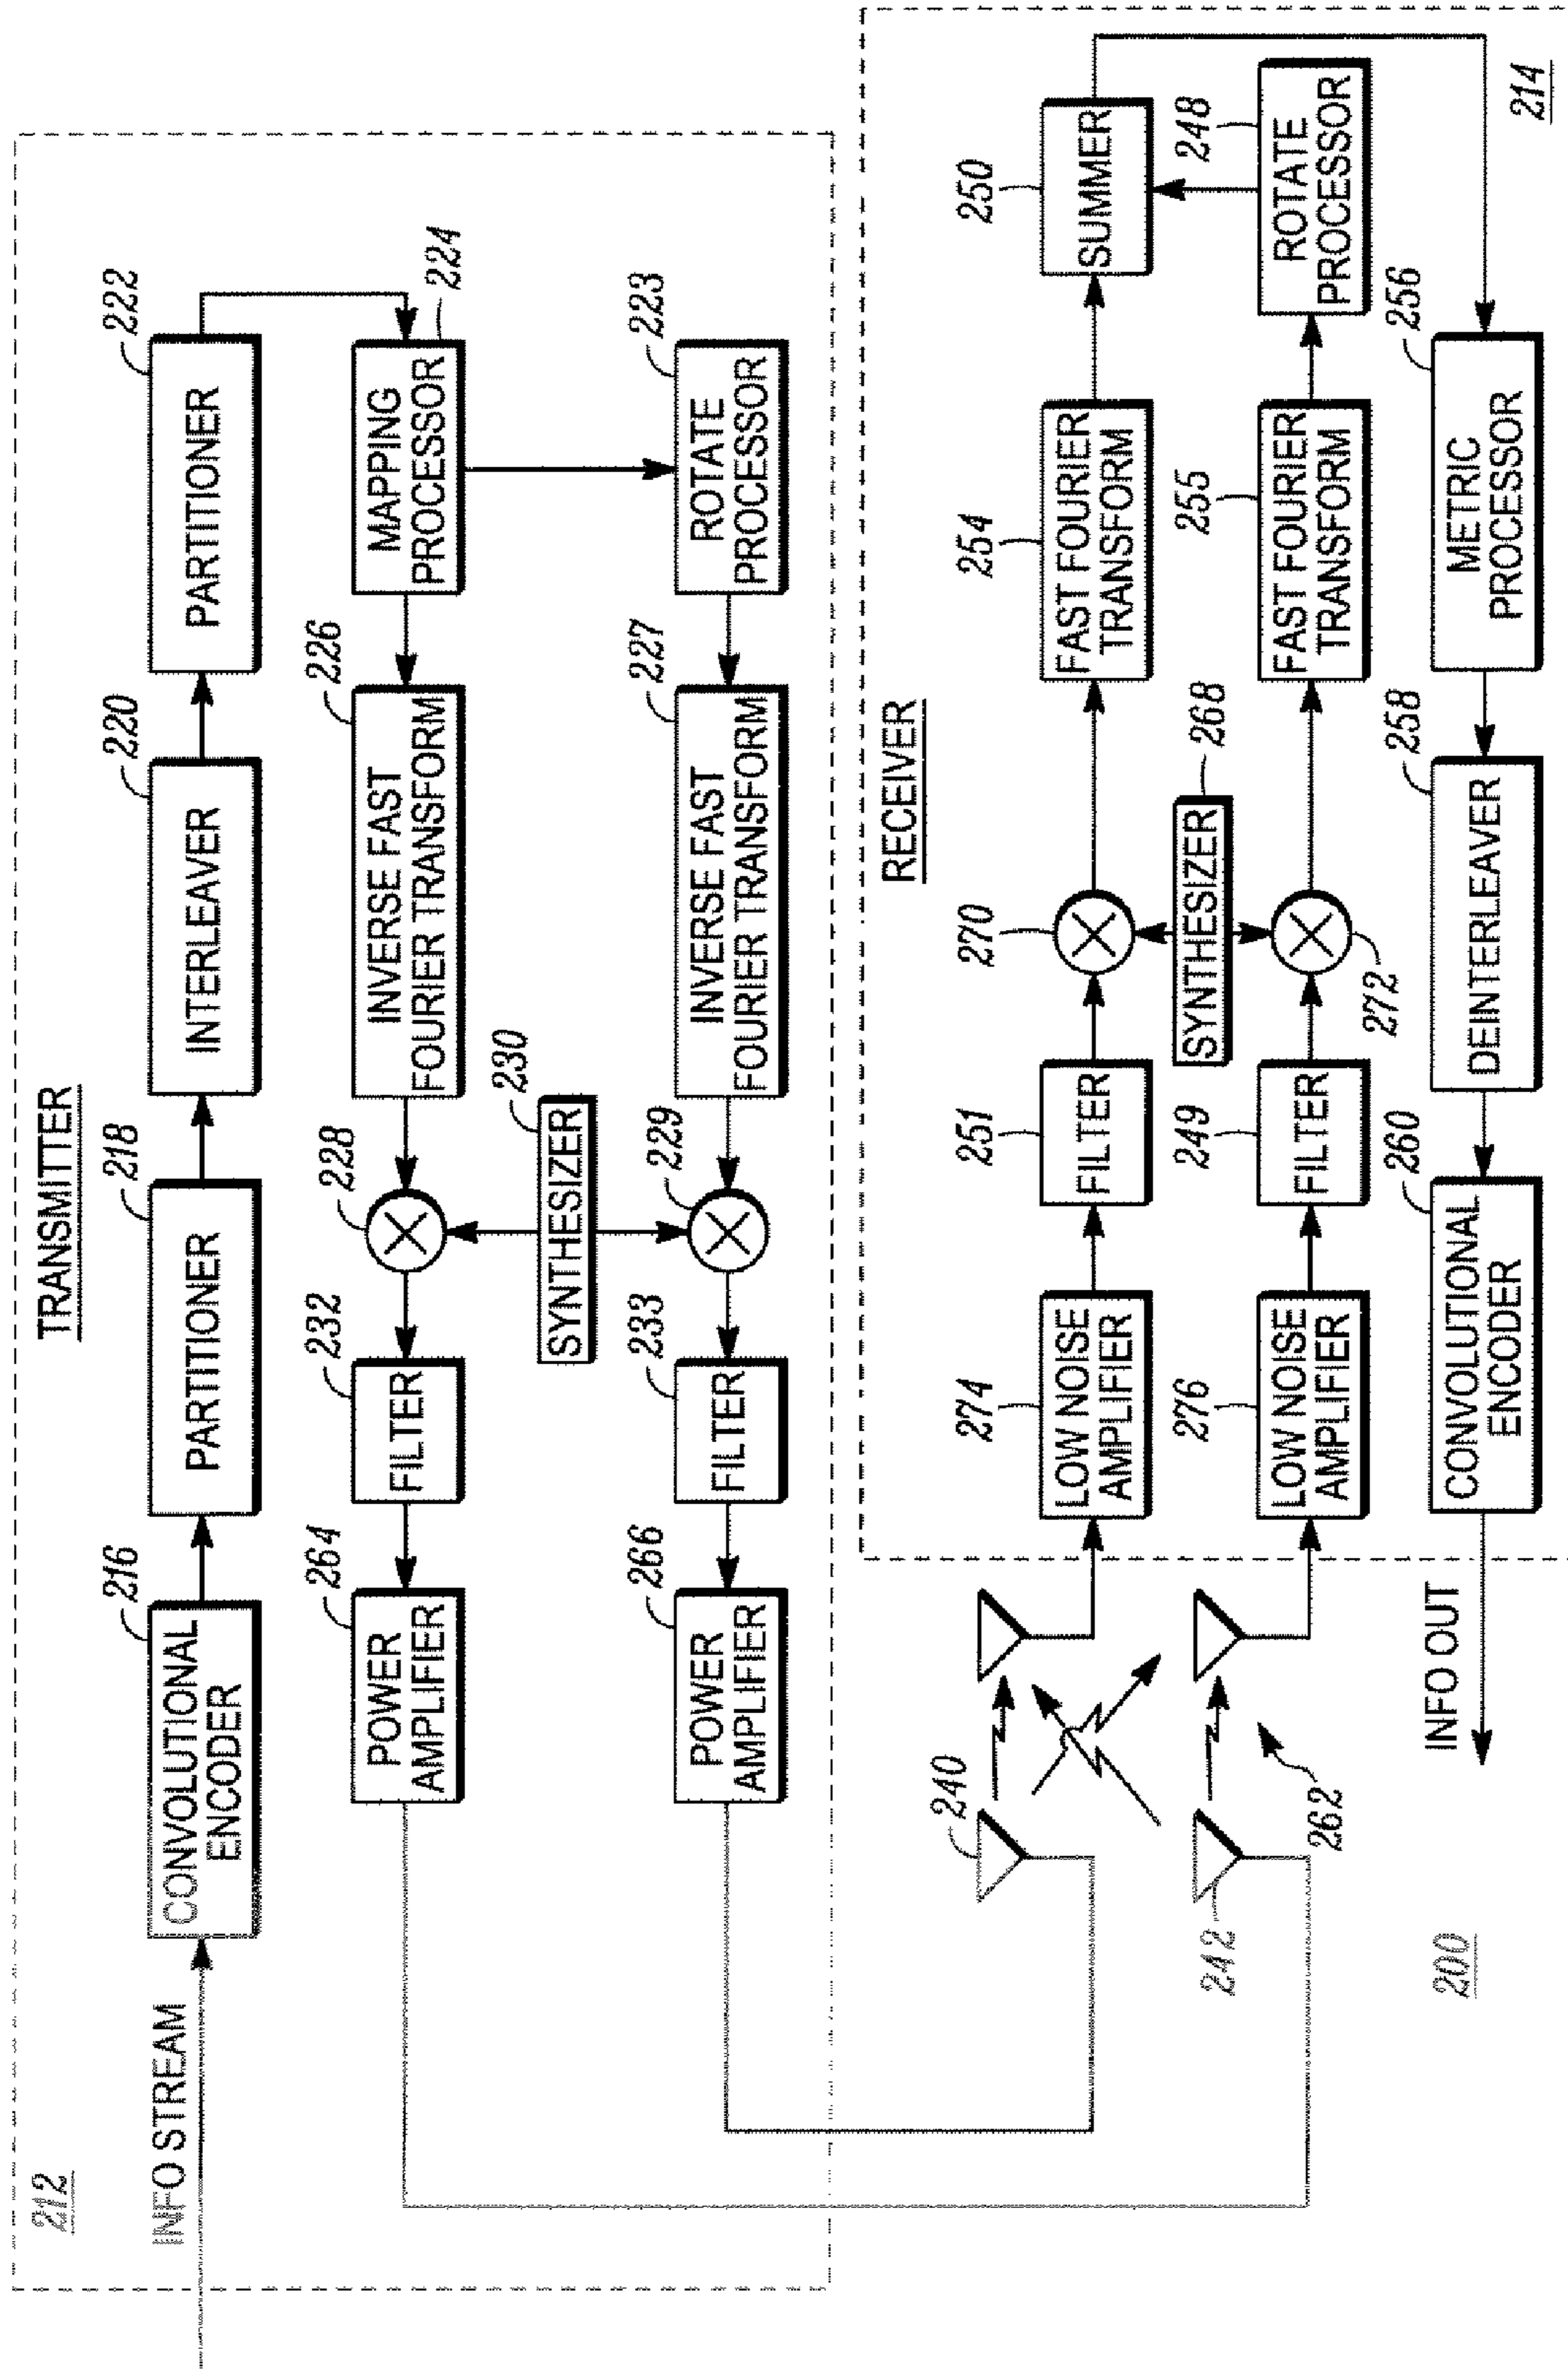 TRANSMITTER
212
INFO STREAM
216
CONVOLUTIONAL
ENCODER
218
PARTITIONER
220
INTERLEAVER
222
PARTITIONER
264
POWER
AMPLIFIER
232
FILTER
228
226
INVERSE FAST
FOURIER TRANSFORM
MAPPING
PROCESSOR
224
SYNTHESIZER
230
266
POWER
AMPLIFIER
233
FILTER
229
227
INVERSE FAST
FOURIER TRANSFORM
223
ROTATE
PROCESSOR
RECEIVER
240
274
LOW NOISE
AMPLIFIER
251
FILTER
270
254
FAST FOURIER
TRANSFORM
250
SUMMER
SYNTHESIZER
268
242
262
276
LOW NOISE
AMPLIFIER
249
FILTER
272
255
FAST FOURIER
TRANSFORM
248
ROTATE
PROCESSOR
200
INFO OUT
260
CONVOLUTIONAL
ENCODER
258
DEINTERLEAVER
256
METRIC
PROCESSOR
214